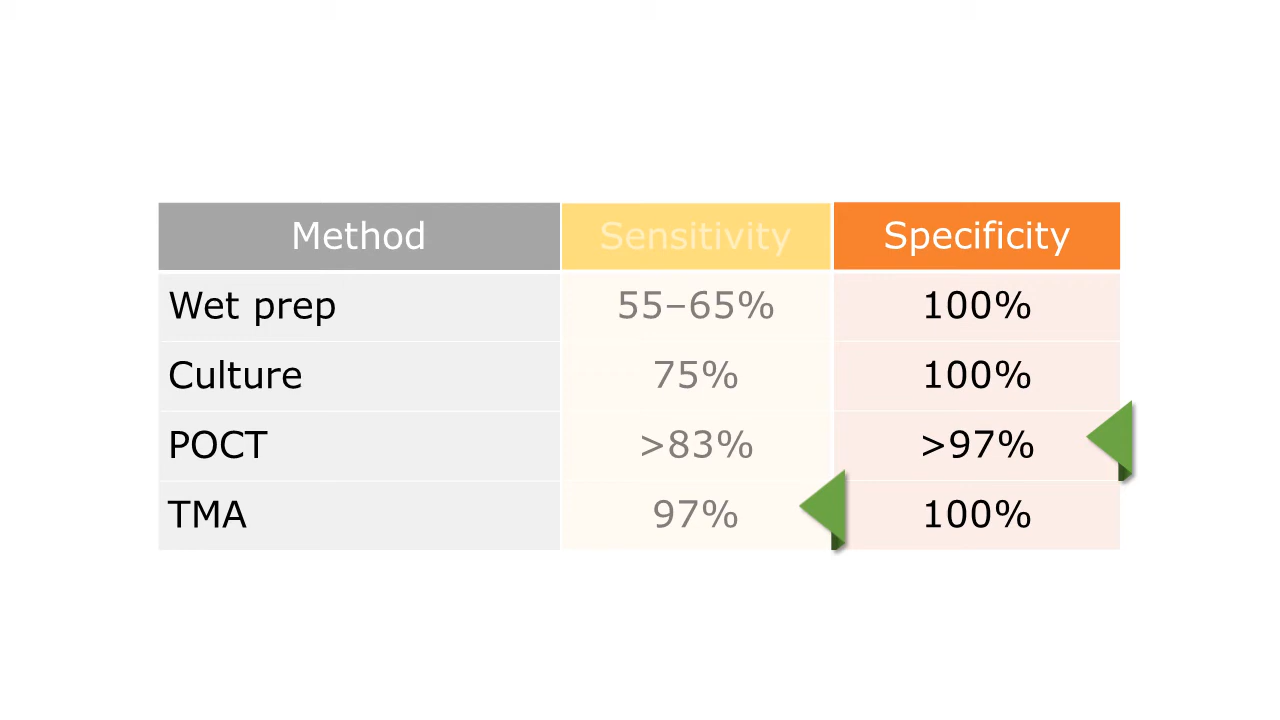 Method Sensitivity Specificity
Wet prep 55–65% 100%
Culture 75% 100%
POCT >83% >97%
TMA 97% 100%